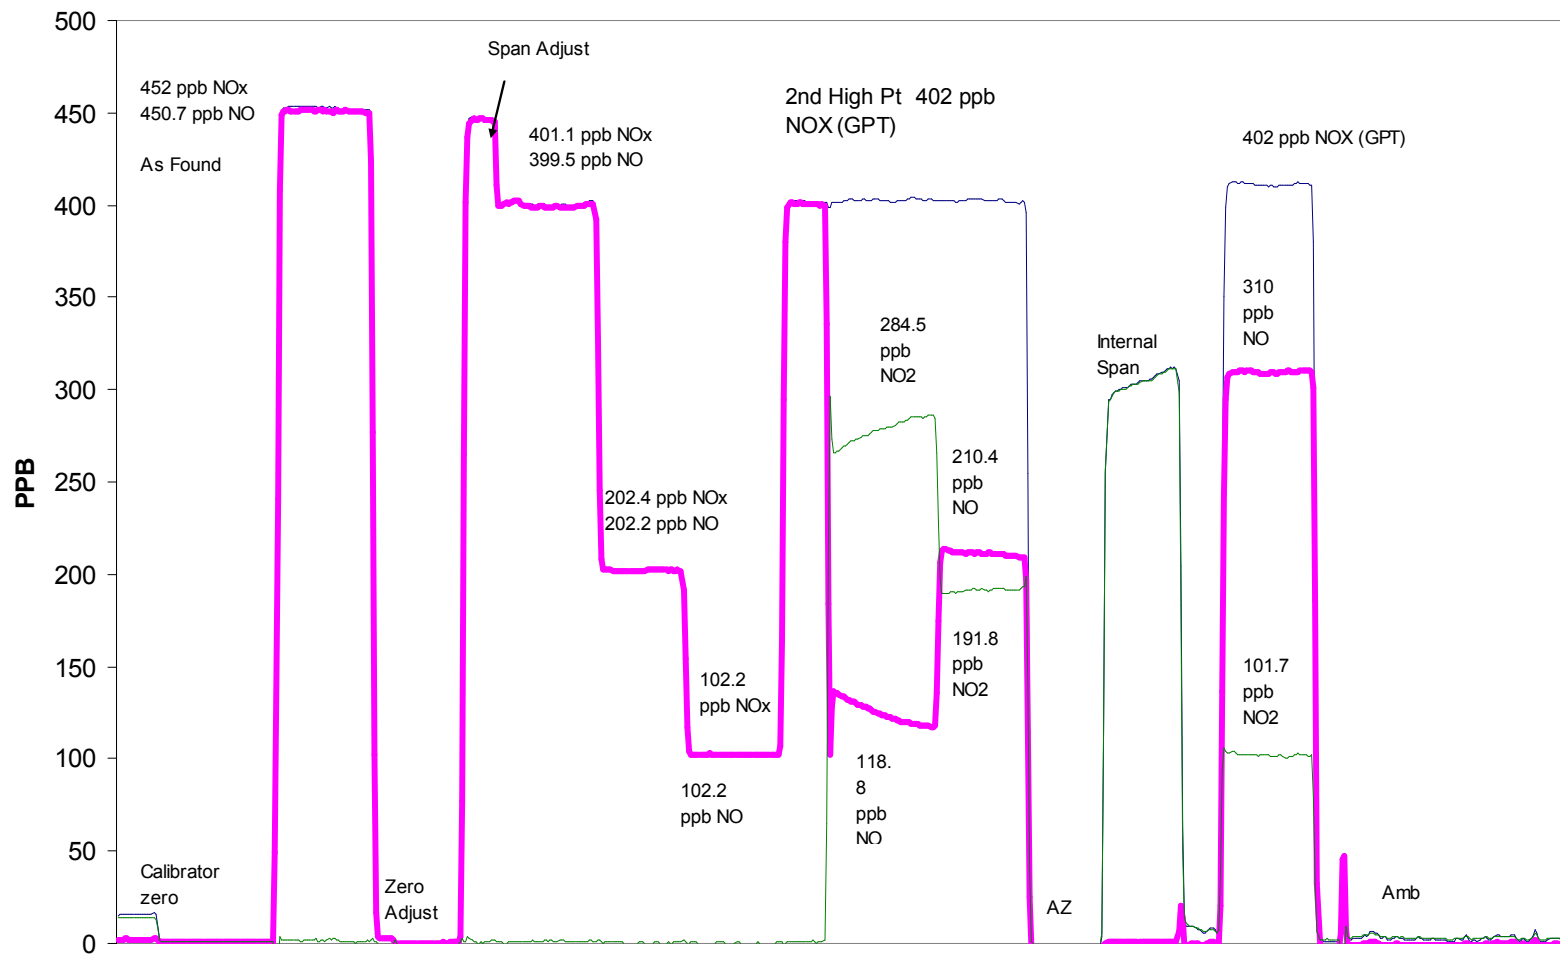 500
450
400
350
300
250
200
150
100
50
0
PPB
452 ppb NOx
450.7 ppb NO
As Found
Calibrator
zero
Zero
Adjust
Span Adjust
401.1 ppb NOx
399.5 ppb NO
202.4 ppb NOx
202.2 ppb NO
102.2
ppb NOx
102.2
ppb NO
2nd High Pt 402 ppb
NOX (GPT)
284.5
ppb
NO2
118.
8
ppb
NO
210.4
ppb
NO
191.8
ppb
NO2
AZ
Internal
Span
402 ppb NOX (GPT)
310
ppb
NO
101.7
ppb
NO2
Amb